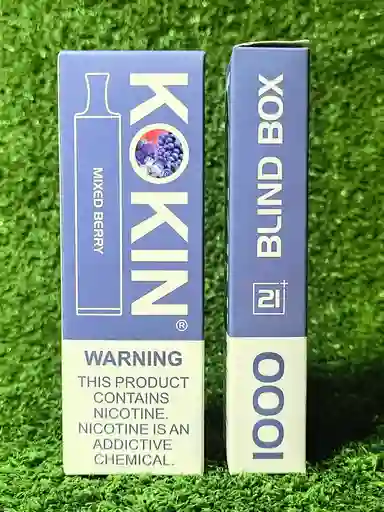 KOKIN®
MIXED BERRY
WARNING
THIS PRODUCT
CONTAINS
NICOTINE.
NICOTINE IS AN
ADDICTIVE
CHEMICAL.
BLIND BOX
21+
1000